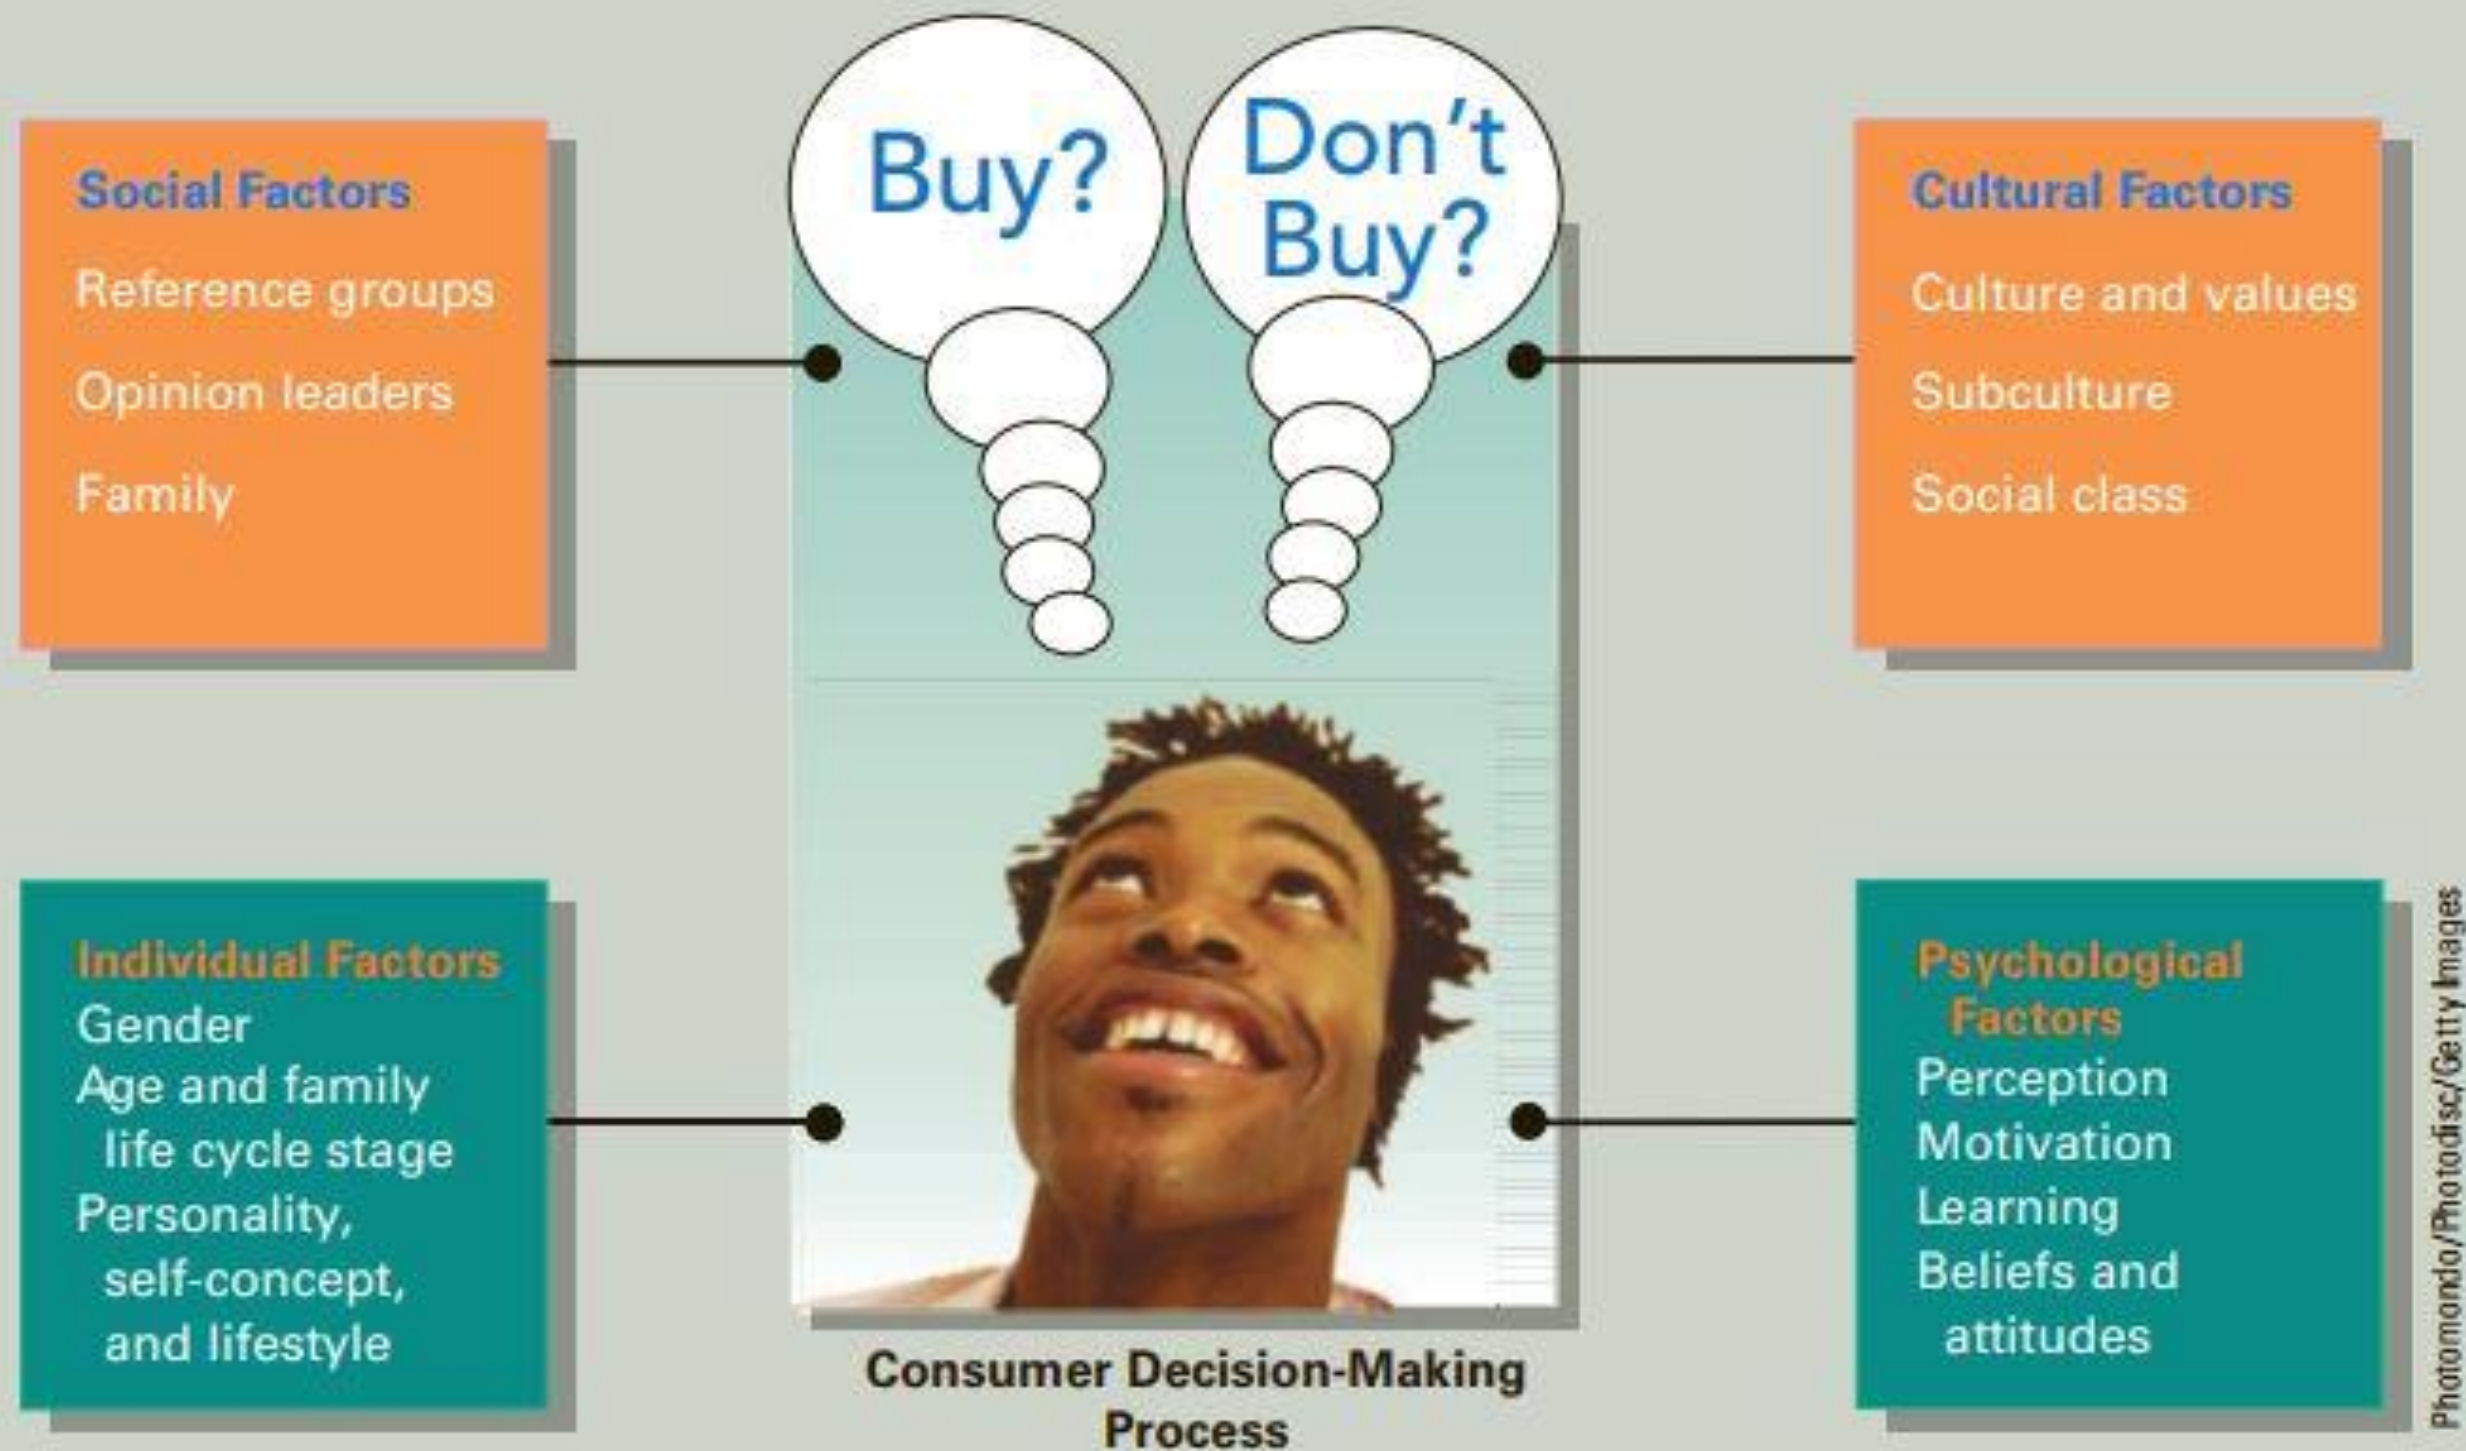 Buy?
Don't
Buy?
Social Factors
Reference groups
Opinion leaders
Family
Cultural Factors
Culture and values
Subculture
Social class
Individual Factors
Gender
Age and family
life cycle stage
Personality,
self-concept,
and lifestyle
Psychological
Factors
Perception
Motivation
Learning
Beliefs and
attitudes
Consumer Decision-Making
Process
Photomondo/Photodisc/Getty Images